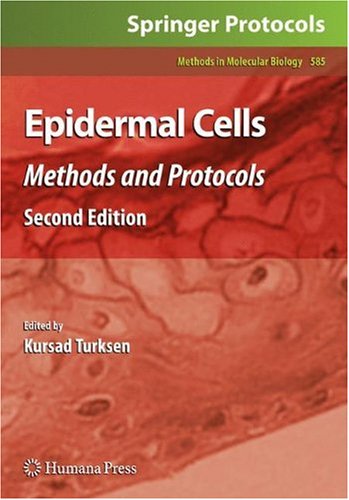 Springer Protocols
Methods in Molecular Biology 585
Epidermal Cells
Methods and Protocols
Second Edition
Edited by
Kursad Turksen
Humana Press